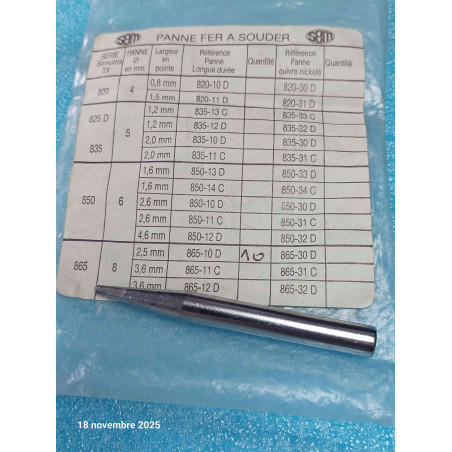 SEM PANNE FER A SOUDER SEM
SÉRIE Semutitre TX PANNE Ø en mm Largeur en pointe Référence Panne Longue durée Quantité Référence Panne cuivre nickelé Quantité
820 4 0,8 mm 820-10 D 820-30 D
1,5 mm 820-11 D 820-31 D
825 D 835 5 1,2 mm 835-13 C 835-33 C
1,2 mm 835-12 D 835-32 D
2,0 mm 835-10 D 835-30 D
2,0 mm 835-11 C 835-31 C
850 6 1,6 mm 850-13 D 850-33 D
1,6 mm 850-14 C 850-34 C
2,6 mm 850-10 D 850-30 D
2,6 mm 850-11 C 850-31 C
4,6 mm 850-12 D 850-32 D
865 8 2,5 mm 865-10 D 10 865-30 D
3,6 mm 865-11 C 865-31 C
3,6 mm 865-12 D 865-32 D
18 novembre 2025